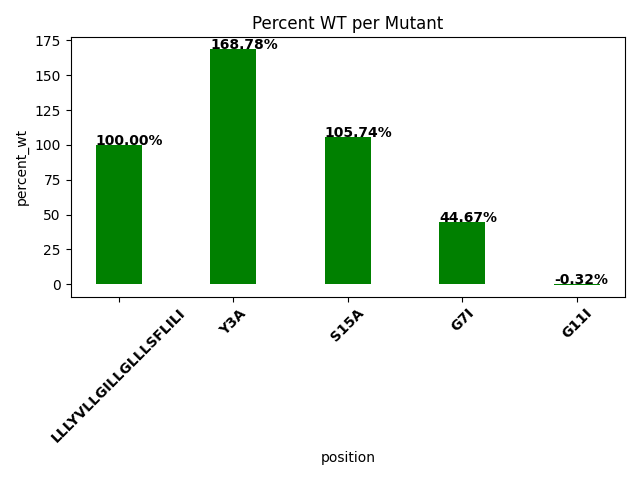 Percent WT per Mutant
percent_wt
175
150
125
100
75
50
25
0
100.00%
168.78%
105.74%
44.67%
-0.32%
LLLYVLLGILLGLLLSFLILI
Y3A
S15A
G7I
G11I
position